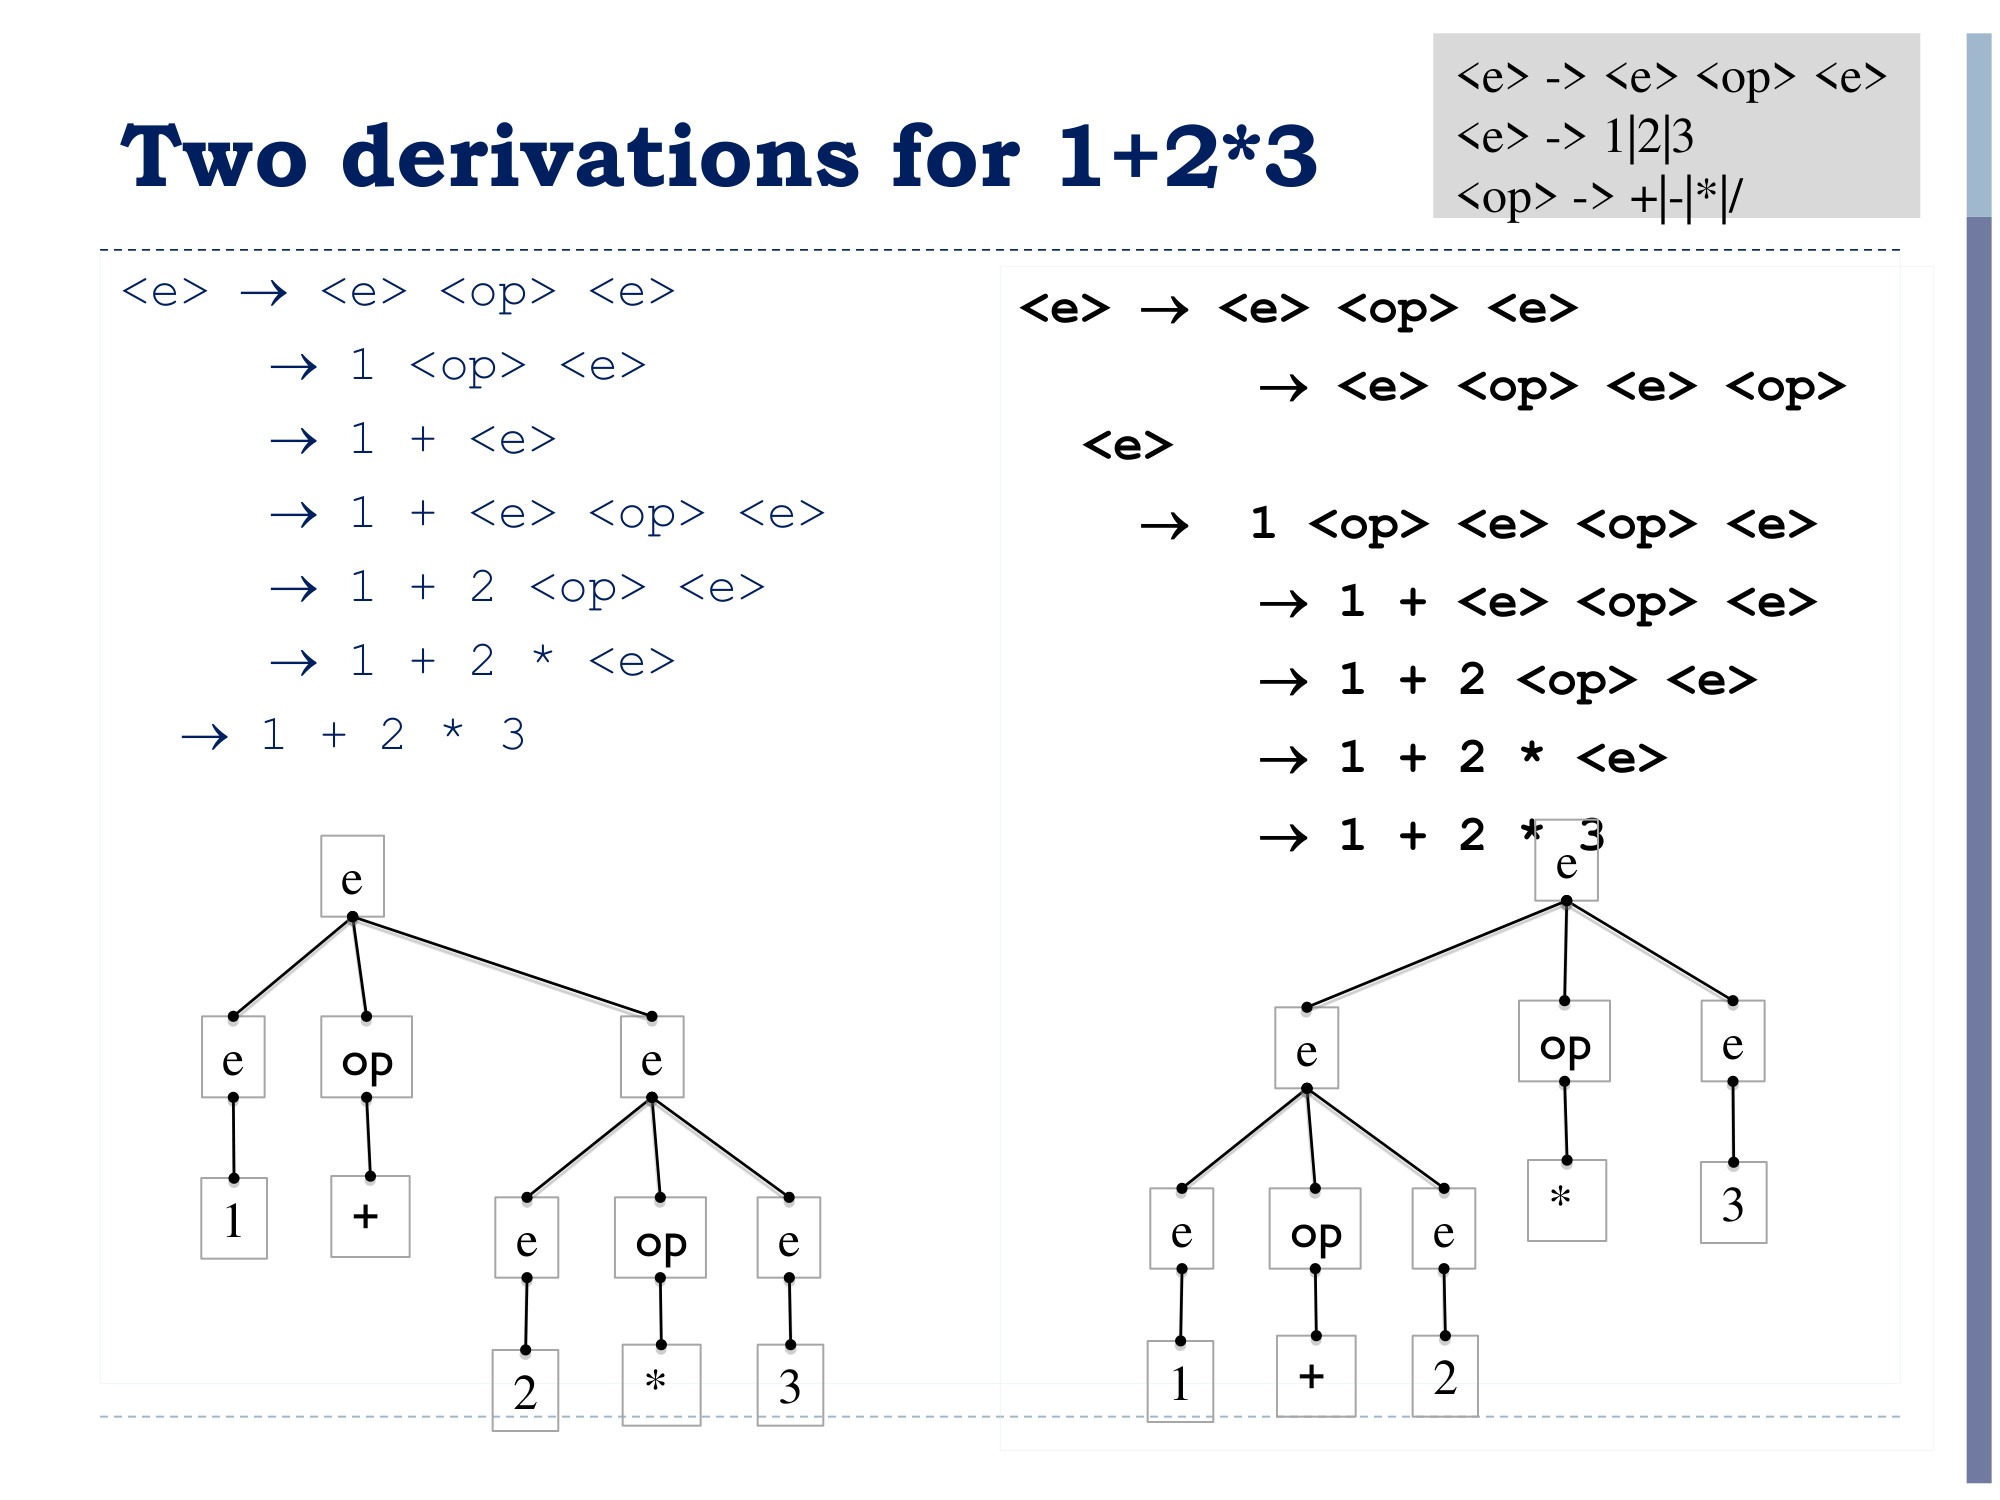 Two derivations for 1+2*3
<e> -> <e> <op> <e>
<e> -> 1|2|3
<op> -> +|-|*|/
<e> → <e> <op> <e>
→ 1 <op> <e>
→ 1 + <e>
→ 1 + <e> <op> <e>
→ 1 + 2 <op> <e>
→ 1 + 2 * <e>
→ 1 + 2 * 3
<e> → <e> <op> <e>
→ <e> <op> <e> <op>
<e>
→ 1 <op> <e> <op> <e>
→ 1 + <e> <op> <e>
→ 1 + 2 <op> <e>
→ 1 + 2 * <e>
→ 1 + 2 * 3
e
e op e
1 +
e op e
2 * 3
e
e op e
* 3
e op e
1 + 2